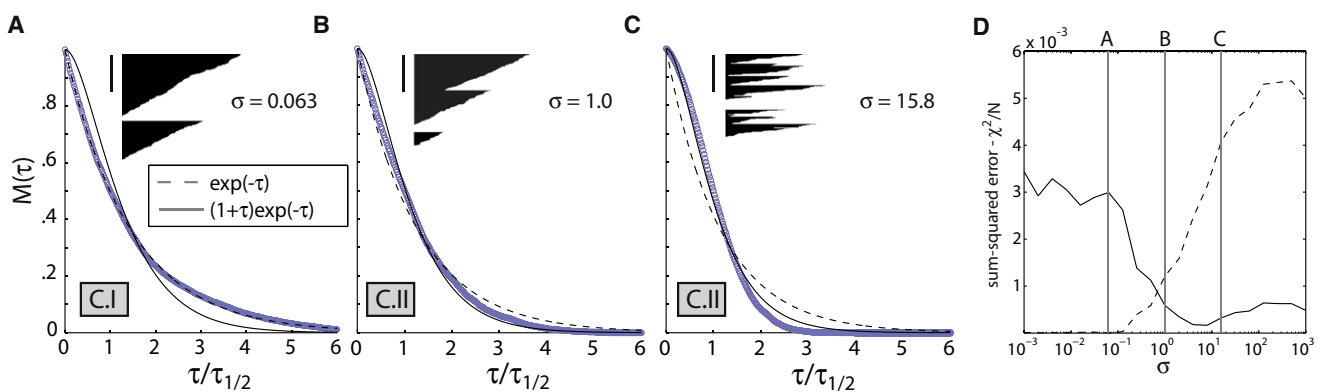 A
B
C
D
σ = 0.063
σ = 1.0
σ = 15.8
exp(-τ)
(1+τ)exp(-τ)
M(τ)
.8
.6
.4
.2
0
C.I
C.II
C.II
0 1 2 3 4 5 6
0 1 2 3 4 5 6
0 1 2 3 4 5 6
τ/τ1/2
τ/τ1/2
τ/τ1/2
A B C
x 10⁻³
6
5
4
3
2
1
sum-squared error - χ²/N
10⁻³ 10⁻² 10⁻¹ 10⁰ 10¹ 10² 10³
σ